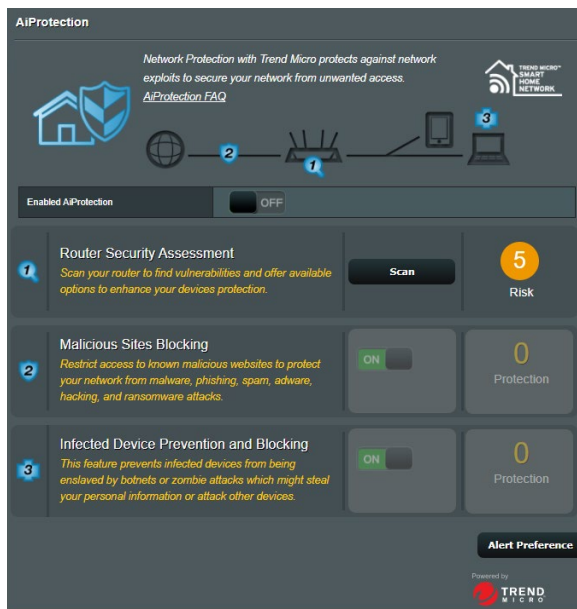 AiProtection
Network Protection with Trend Micro protects against network
exploits to secure your network from unwanted access.
AiProtection FAQ
TREND MICRO™
SMART
HOME
NETWORK
3
2
1
Enabled AiProtection
OFF
1
Router Security Assessment
Scan your router to find vulnerabilities and offer available
options to enhance your devices protection.
Scan
5
Risk
2
Malicious Sites Blocking
Restrict access to known malicious websites to protect
your network from malware, phishing, spam, adware,
hacking, and ransomware attacks.
ON
0
Protection
3
Infected Device Prevention and Blocking
This feature prevents infected devices from being
enslaved by botnets or zombie attacks which might steal
your personal information or attack other devices.
ON
0
Protection
Alert Preference
Powered by
TREND
MICRO